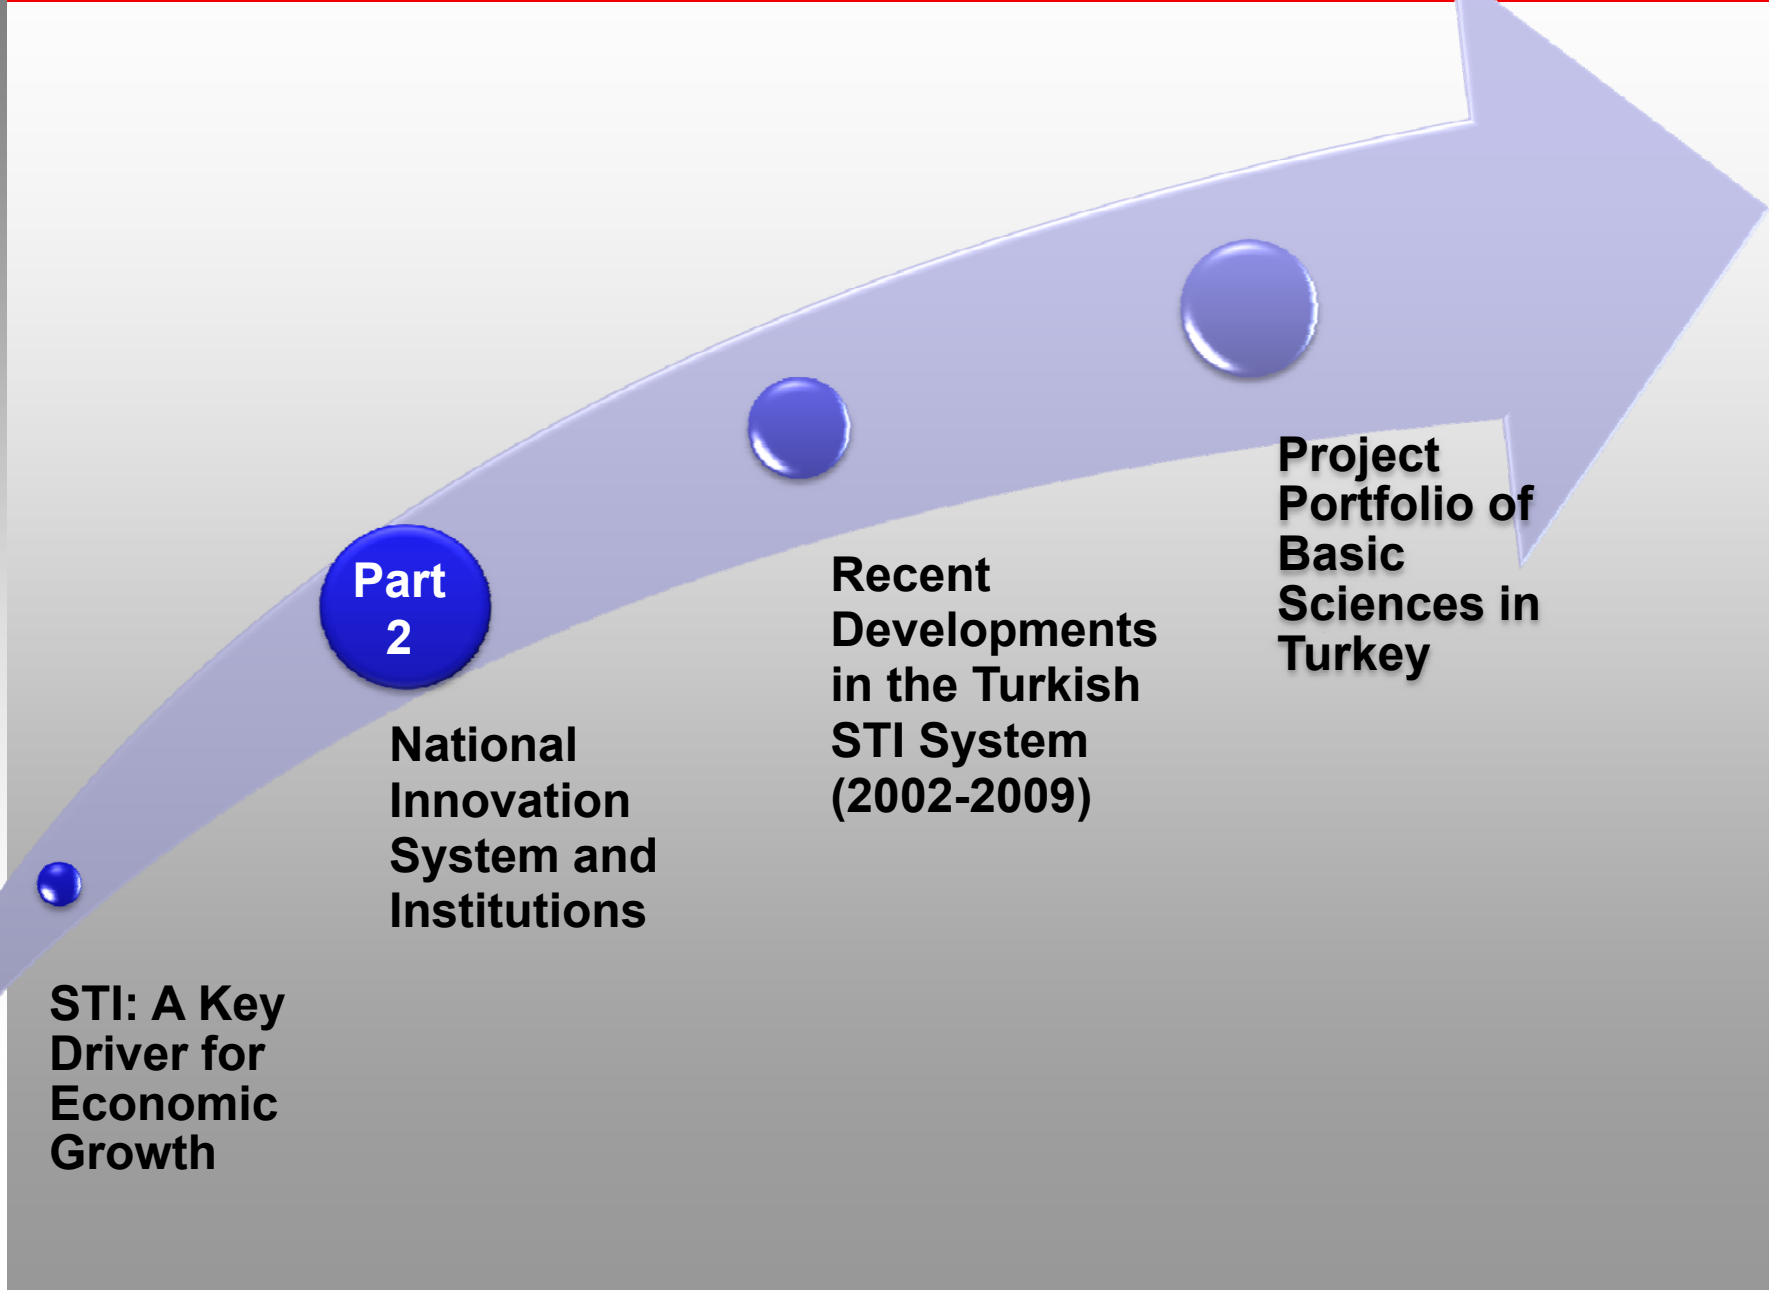 STI: A Key
Driver for
Economic
Growth
Part
2
National
Innovation
System and
Institutions
Recent
Developments
in the Turkish
STI System
(2002-2009)
Project
Portfolio of
Basic
Sciences in
Turkey